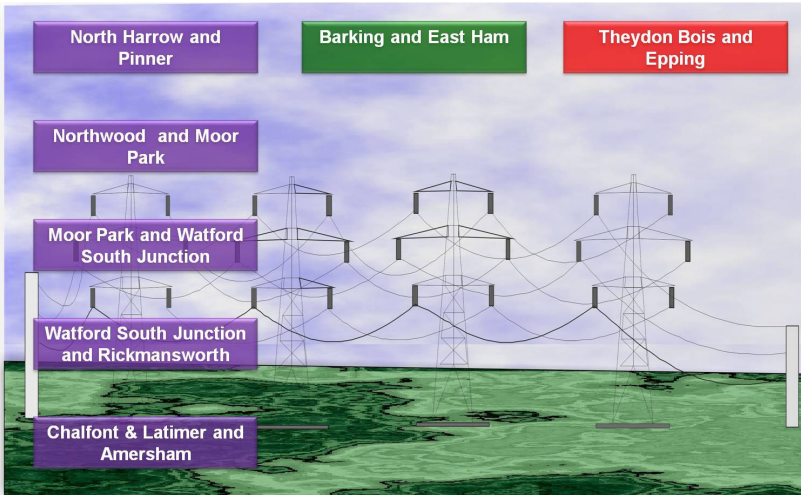 North Harrow and
Pinner
Barking and East Ham
Theydon Bois and
Epping
Northwood and Moor
Park
Moor Park and Watford
South Junction
Watford South Junction
and Rickmansworth
Chalfont & Latimer and
Amersham